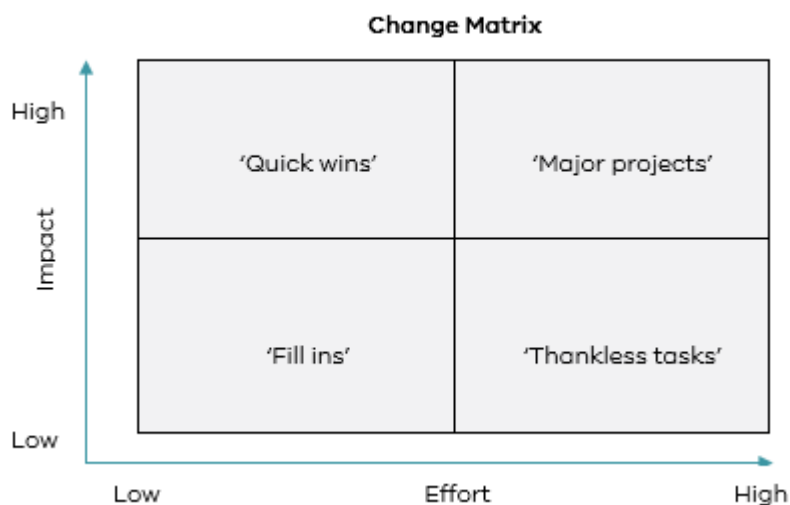 Change Matrix
High
‘Quick wins’
‘Major projects’
Impact
‘Fill ins’
‘Thankless tasks’
Low
Low
Effort
High